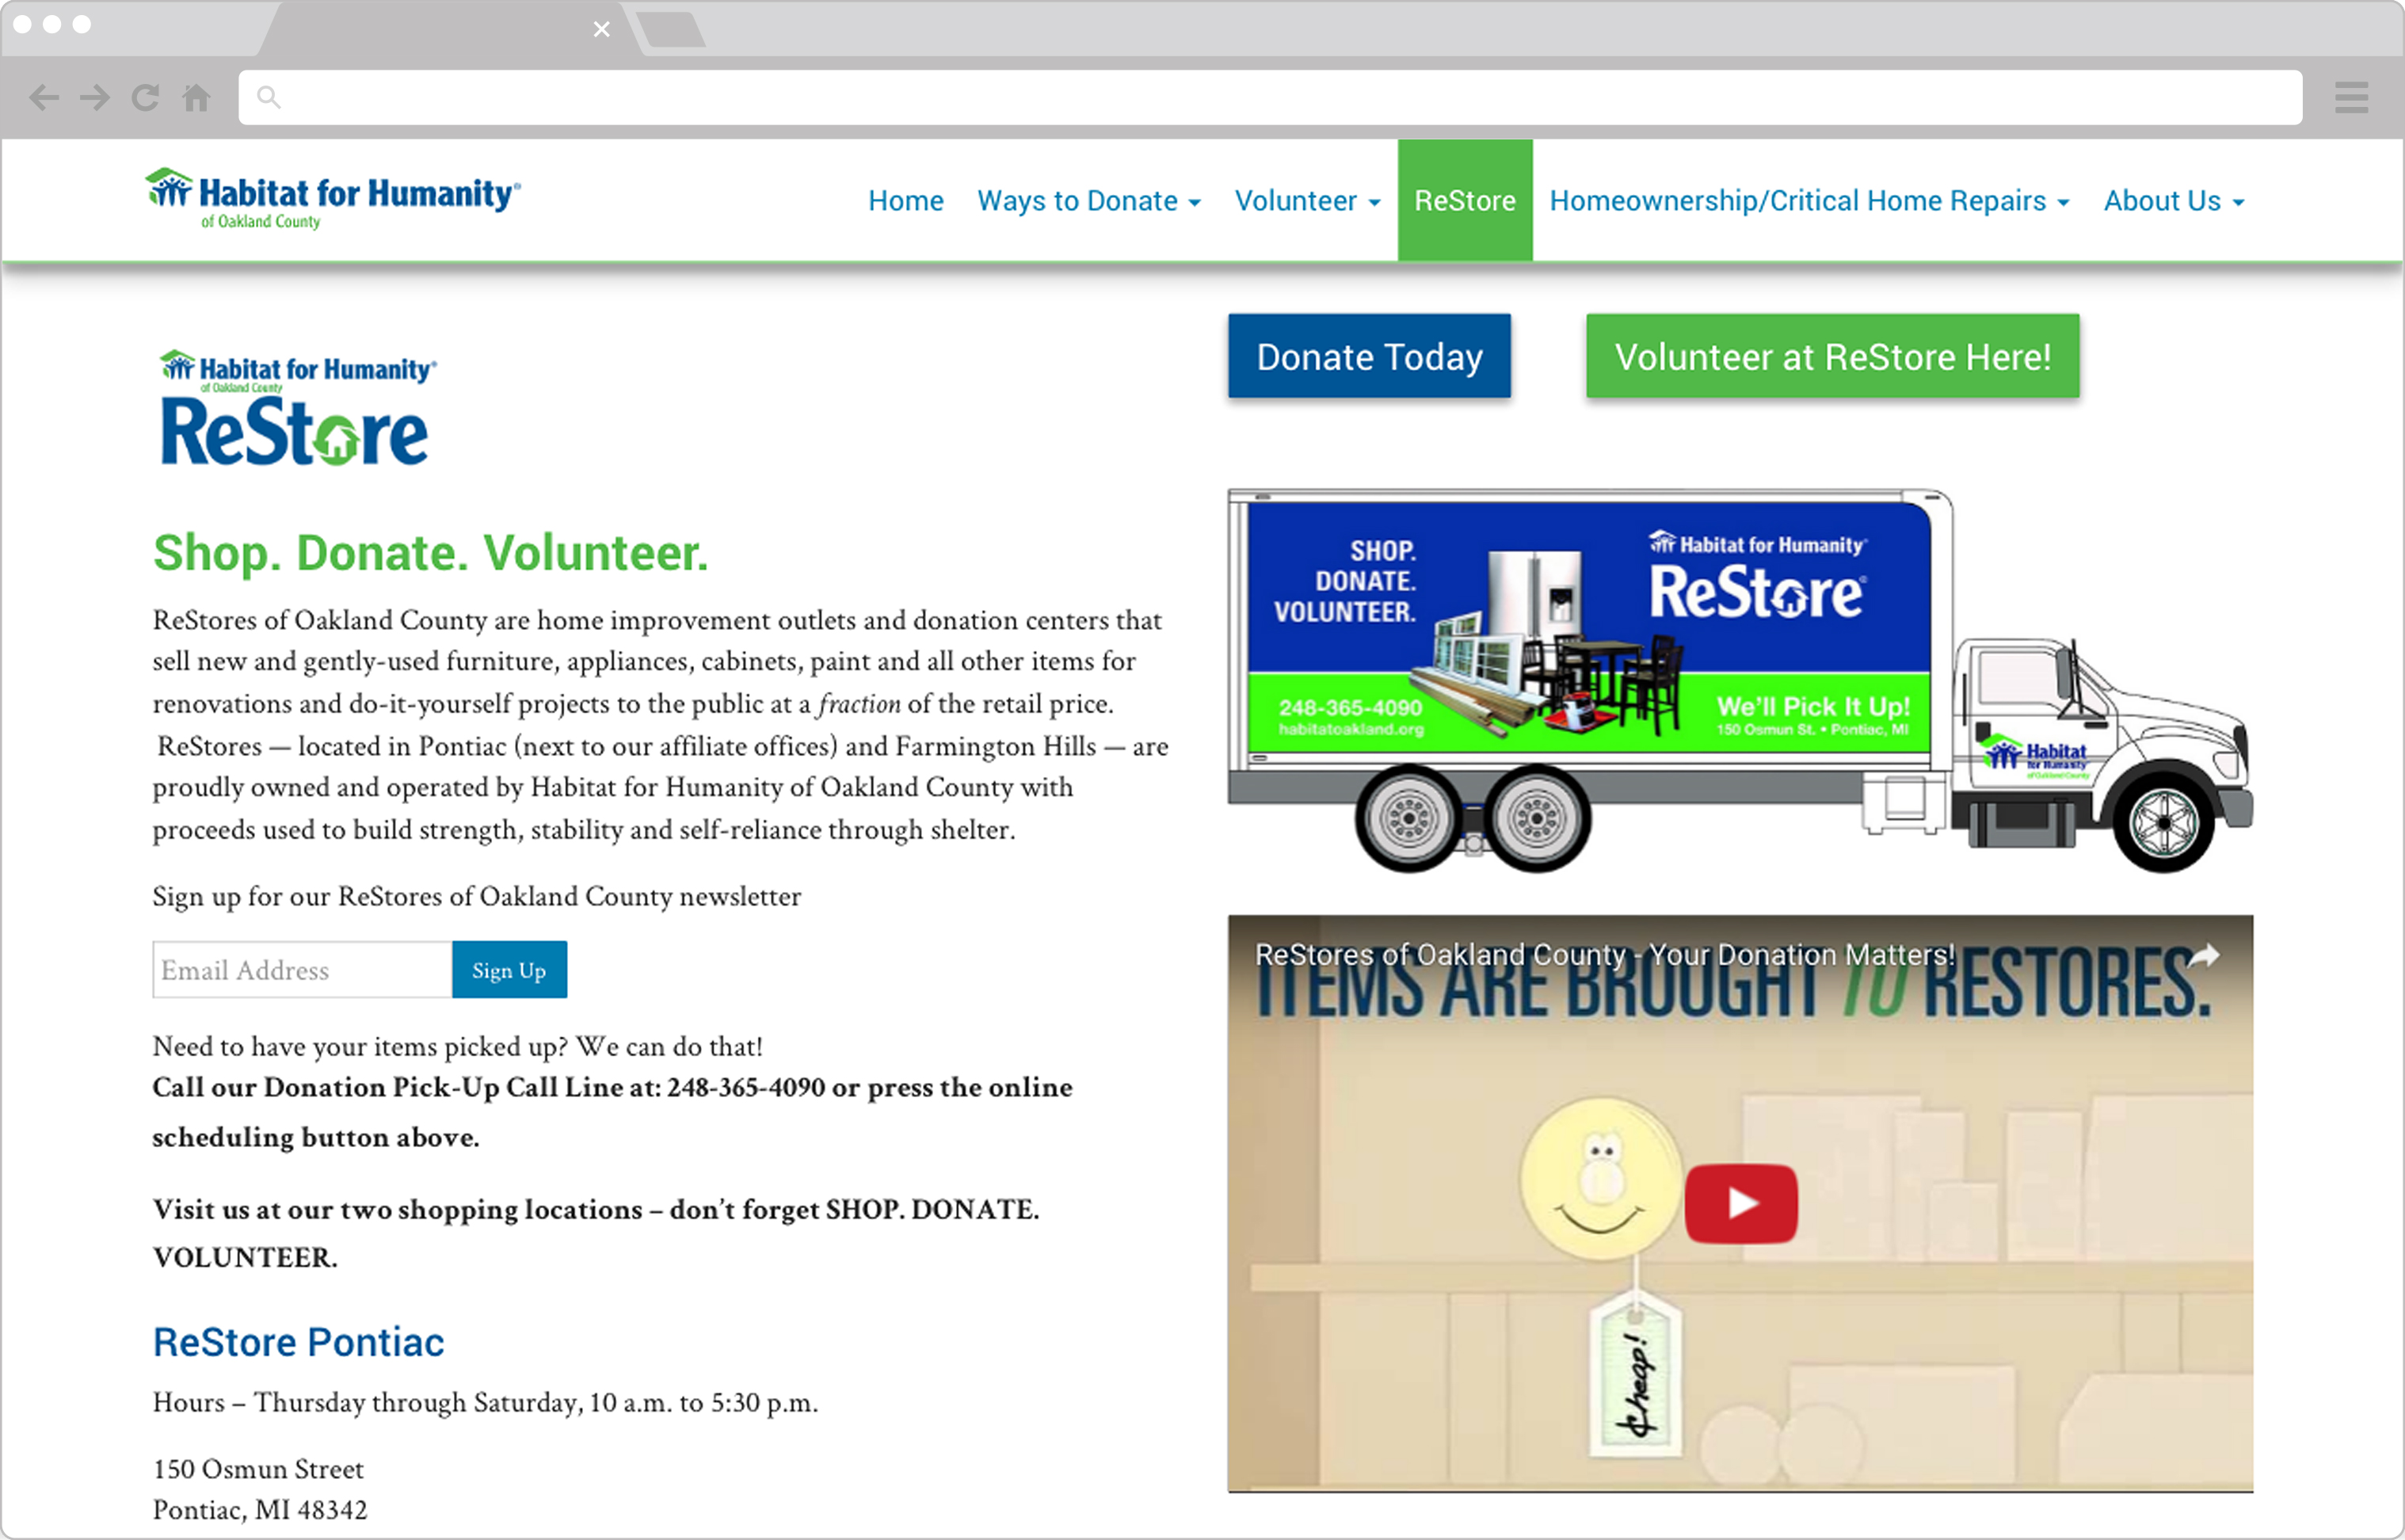 Habitat for Humanity®
of Oakland County
Home
Ways to Donate
Volunteer
ReStore
Homeownership/Critical Home Repairs
About Us
Habitat for Humanity®
of Oakland County
ReStore
Donate Today
Volunteer at ReStore Here!
Shop. Donate. Volunteer.
ReStores of Oakland County are home improvement outlets and donation centers that
sell new and gently-used furniture, appliances, cabinets, paint and all other items for
renovations and do-it-yourself projects to the public at a fraction of the retail price.
ReStores — located in Pontiac (next to our affiliate offices) and Farmington Hills — are
proudly owned and operated by Habitat for Humanity of Oakland County with
proceeds used to build strength, stability and self-reliance through shelter.
Sign up for our ReStores of Oakland County newsletter
Email Address
Sign Up
Need to have your items picked up? We can do that!
Call our Donation Pick-Up Call Line at: 248-365-4090 or press the online
scheduling button above.
Visit us at our two shopping locations – don’t forget SHOP. DONATE.
VOLUNTEER.
ReStore Pontiac
Hours – Thursday through Saturday, 10 a.m. to 5:30 p.m.
150 Osmun Street
Pontiac, MI 48342
SHOP.
DONATE.
VOLUNTEER.
Habitat for Humanity®
ReStore®
248-365-4090
habitatoakland.org
We'll Pick It Up!
150 Osmun St. • Pontiac, MI
Habitat
for Humanity
of Oakland County
ReStores of Oakland County - Your Donation Matters!
ITEMS ARE BROUGHT TO RESTORES.
Cheap!